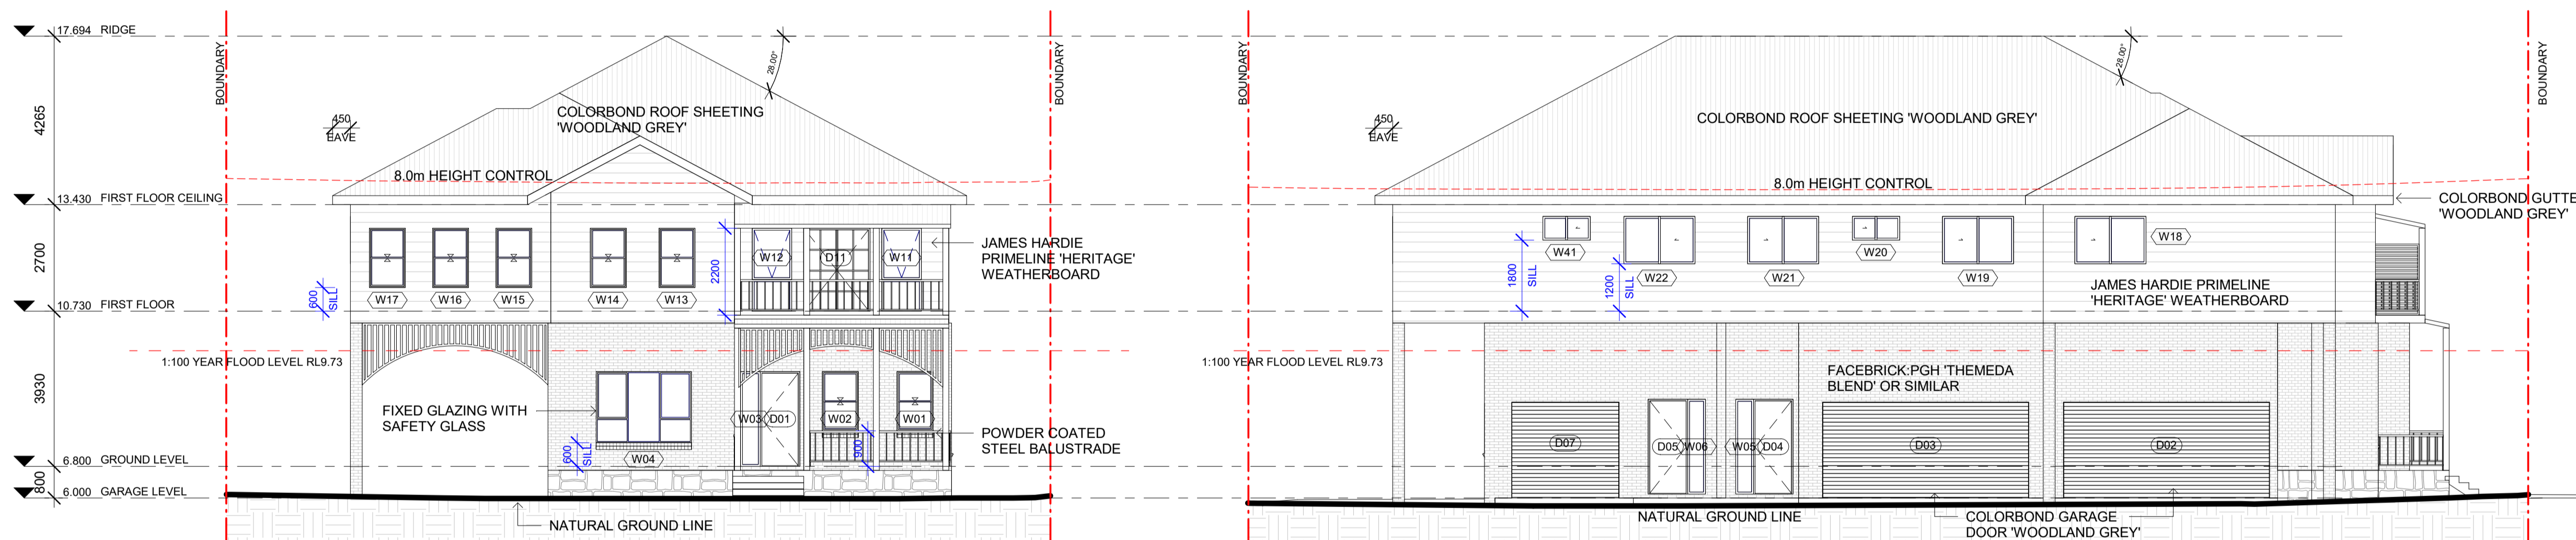 17.694 RIDGE
4265
13.430 FIRST FLOOR CEILING
2700
10.730 FIRST FLOOR
3930
6.800 GROUND LEVEL
800
6.000 GARAGE LEVEL
BOUNDARY
450
EAVE
28.00°
COLORBOND ROOF SHEETING
'WOODLAND GREY'
8.0m HEIGHT CONTROL
BOUNDARY
W17
W16
W15
W14
W13
2200
W12
D11
W11
600
SILL
JAMES HARDIE
PRIMELINE 'HERITAGE'
WEATHERBOARD
1:100 YEAR FLOOD LEVEL RL9.73
FIXED GLAZING WITH
SAFETY GLASS
600
SILL
W04
W03
D01
W02
W01
900
POWDER COATED
STEEL BALUSTRADE
NATURAL GROUND LINE
BOUNDARY
450
EAVE
28.00°
COLORBOND ROOF SHEETING 'WOODLAND GREY'
8.0m HEIGHT CONTROL
BOUNDARY
COLORBOND GUTTE
'WOODLAND GREY'
W41
W22
W21
W20
W19
W18
1800
SILL
1200
SILL
JAMES HARDIE PRIMELINE
'HERITAGE' WEATHERBOARD
1:100 YEAR FLOOD LEVEL RL9.73
FACEBRICK:PGH 'THEMEDA
BLEND' OR SIMILAR
D07
D05
W06
W05
D04
D03
D02
NATURAL GROUND LINE
COLORBOND GARAGE
DOOR 'WOODLAND GREY'